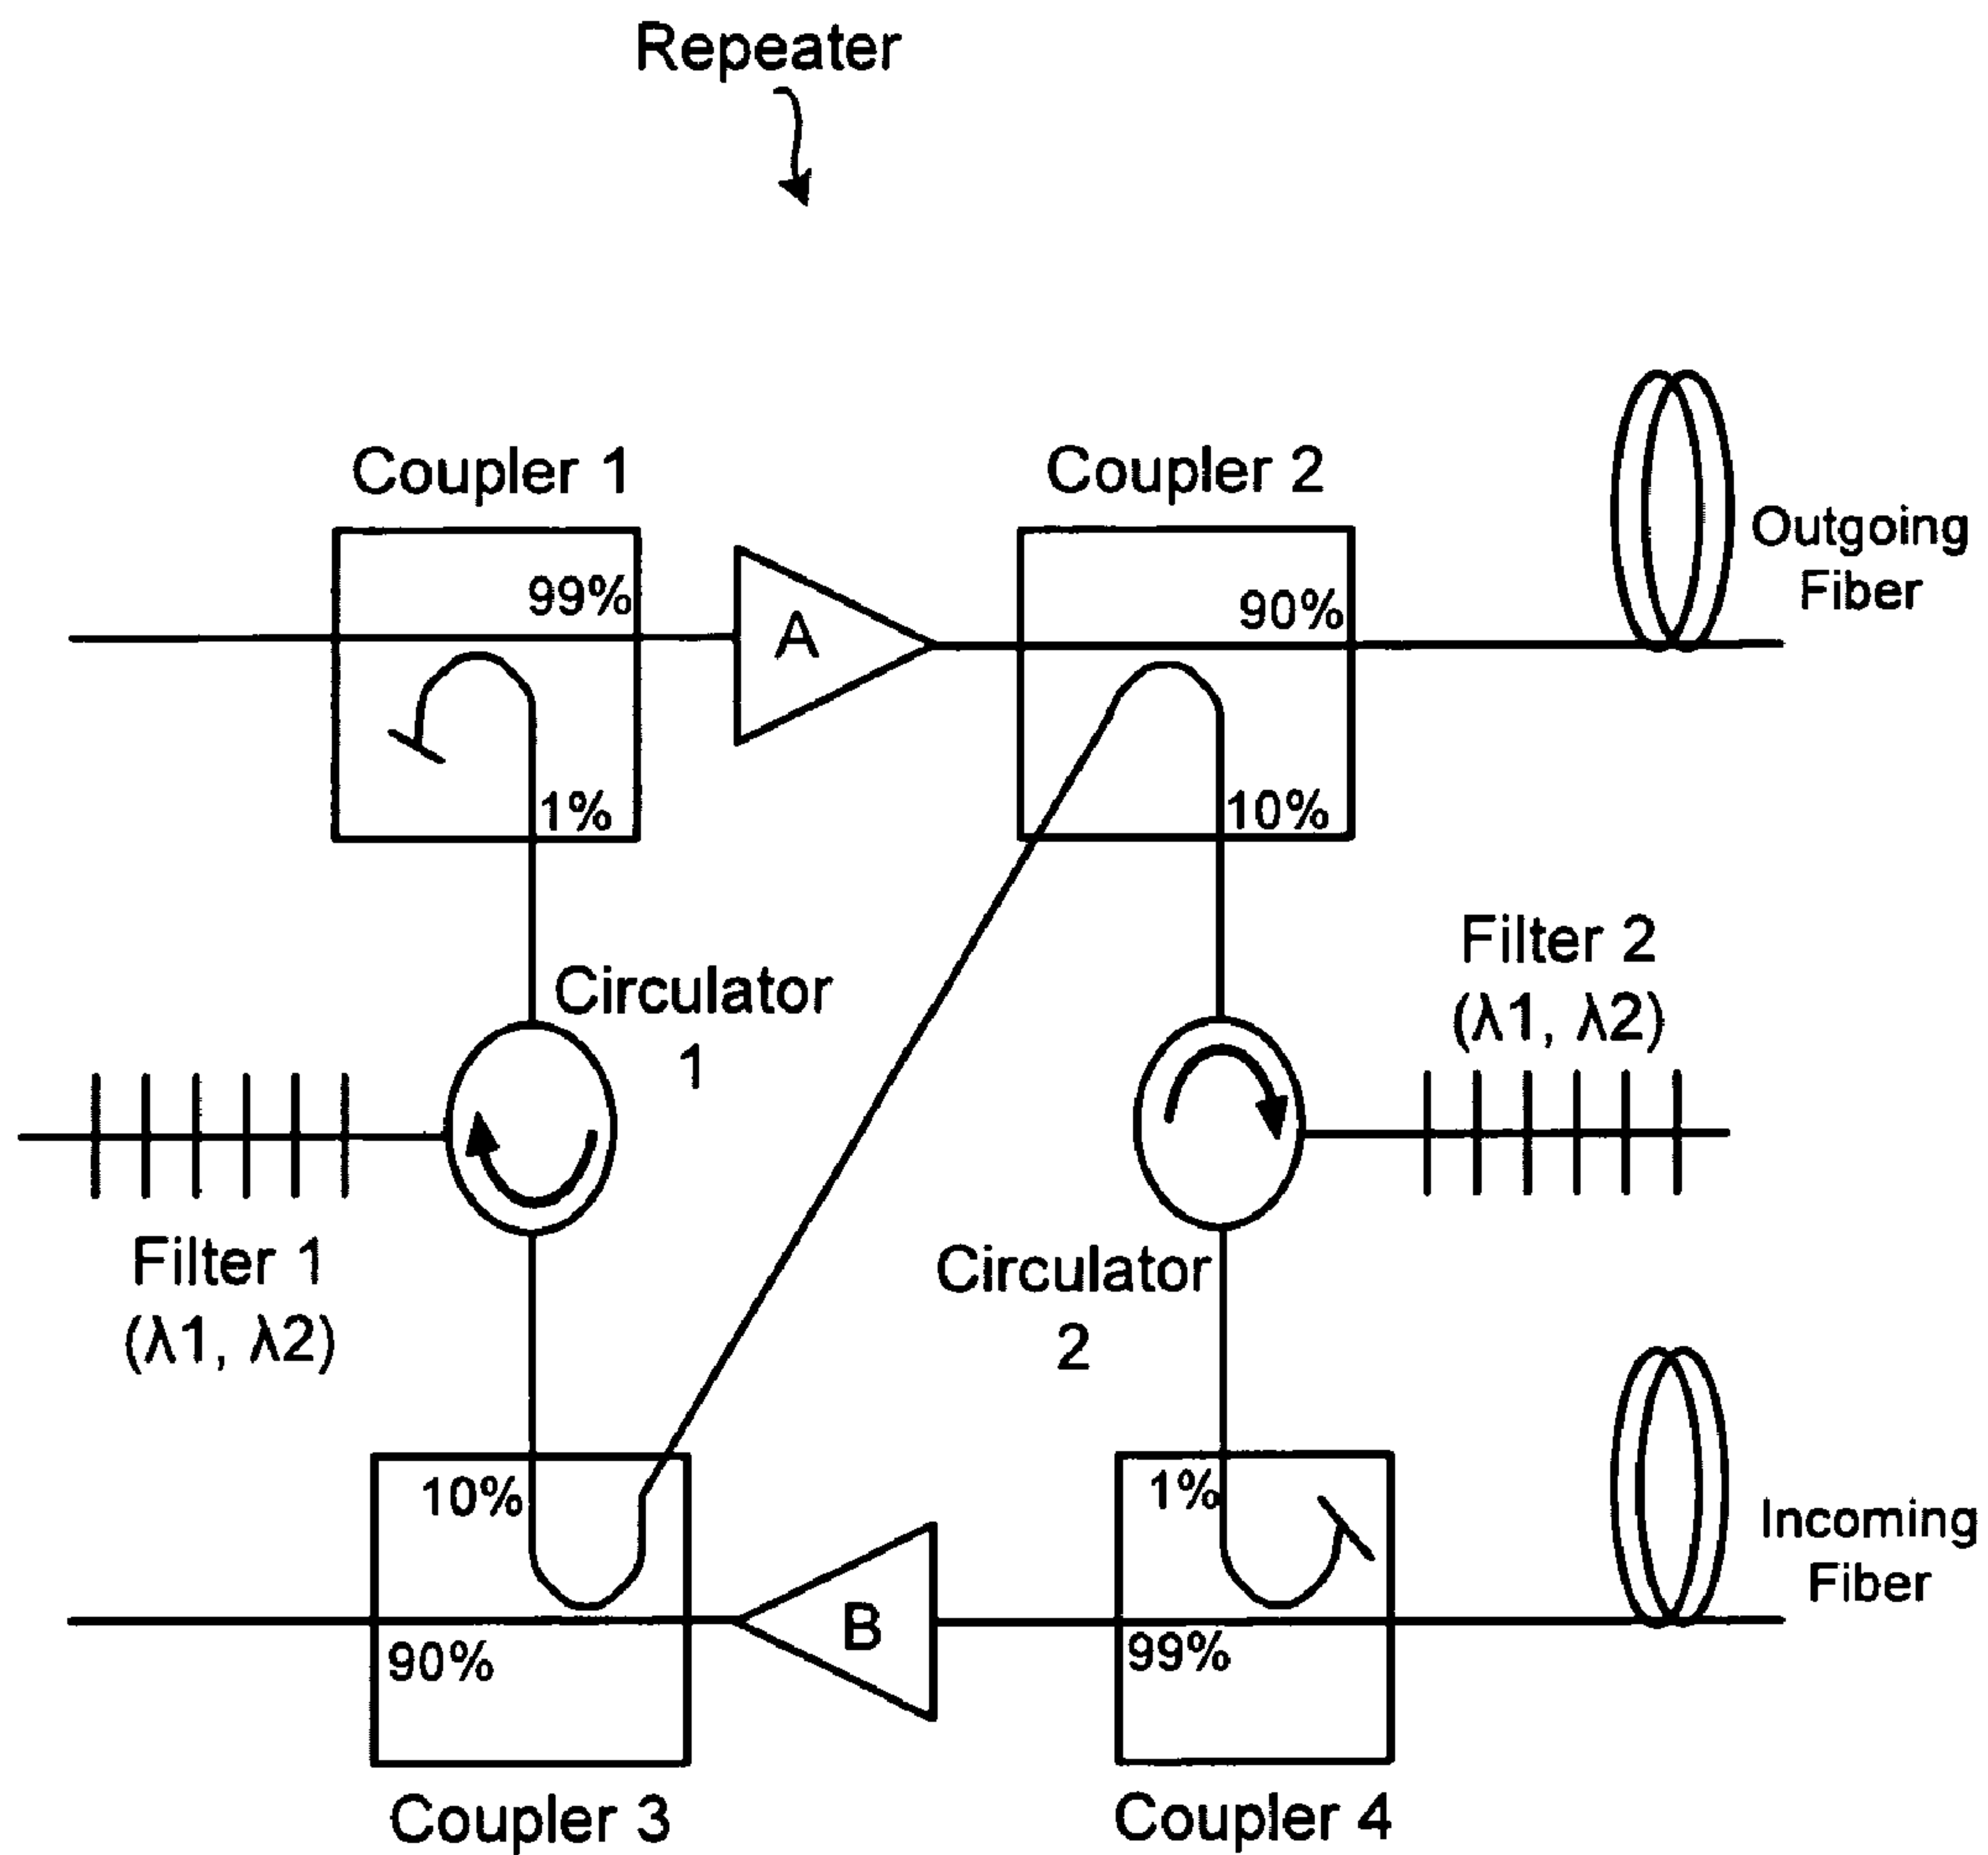 Repeater
Coupler 1
Coupler 2
Outgoing
Fiber
99%
A
90%
1%
10%
Filter 2
(λ1, λ2)
Circulator
1
Filter 1
(λ1, λ2)
Circulator
2
10%
1%
Incoming
Fiber
90%
B
99%
Coupler 3
Coupler 4